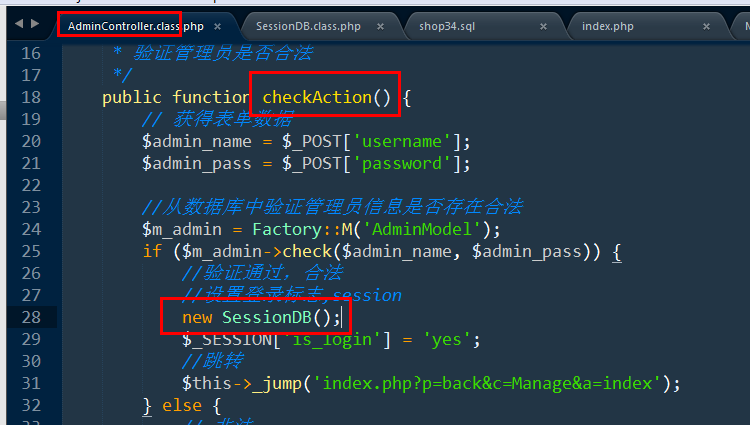 AdminController.class.php × SessionDB.class.php × shop34.sql × index.php ×
16 * 验证管理员是否合法
17 */
18 public function checkAction() {
19 // 获得表单数据
20 $admin_name = $_POST['username'];
21 $admin_pass = $_POST['password'];
22
23 //从数据库中验证管理员信息是否存在合法
24 $m_admin = Factory::M('AdminModel');
25 if ($m_admin->check($admin_name, $admin_pass)) {
26 //验证通过，合法
27 //设置登录标志 session
28 new SessionDB();
29 $_SESSION['is_login'] = 'yes';
30 //跳转
31 $this->_jump('index.php?p=back&c=Manage&a=index');
32 } else {
// 非法